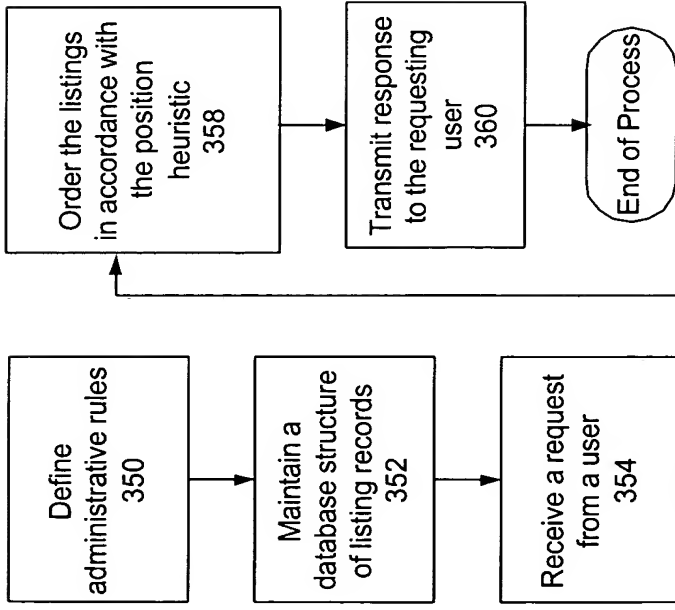 Define
administrative rules
350
Maintain a
database structure
of listing records
352
Receive a request
from a user
354
Order the listings
in accordance with
the position
heuristic
358
Transmit response
to the requesting
user
360
End of Process